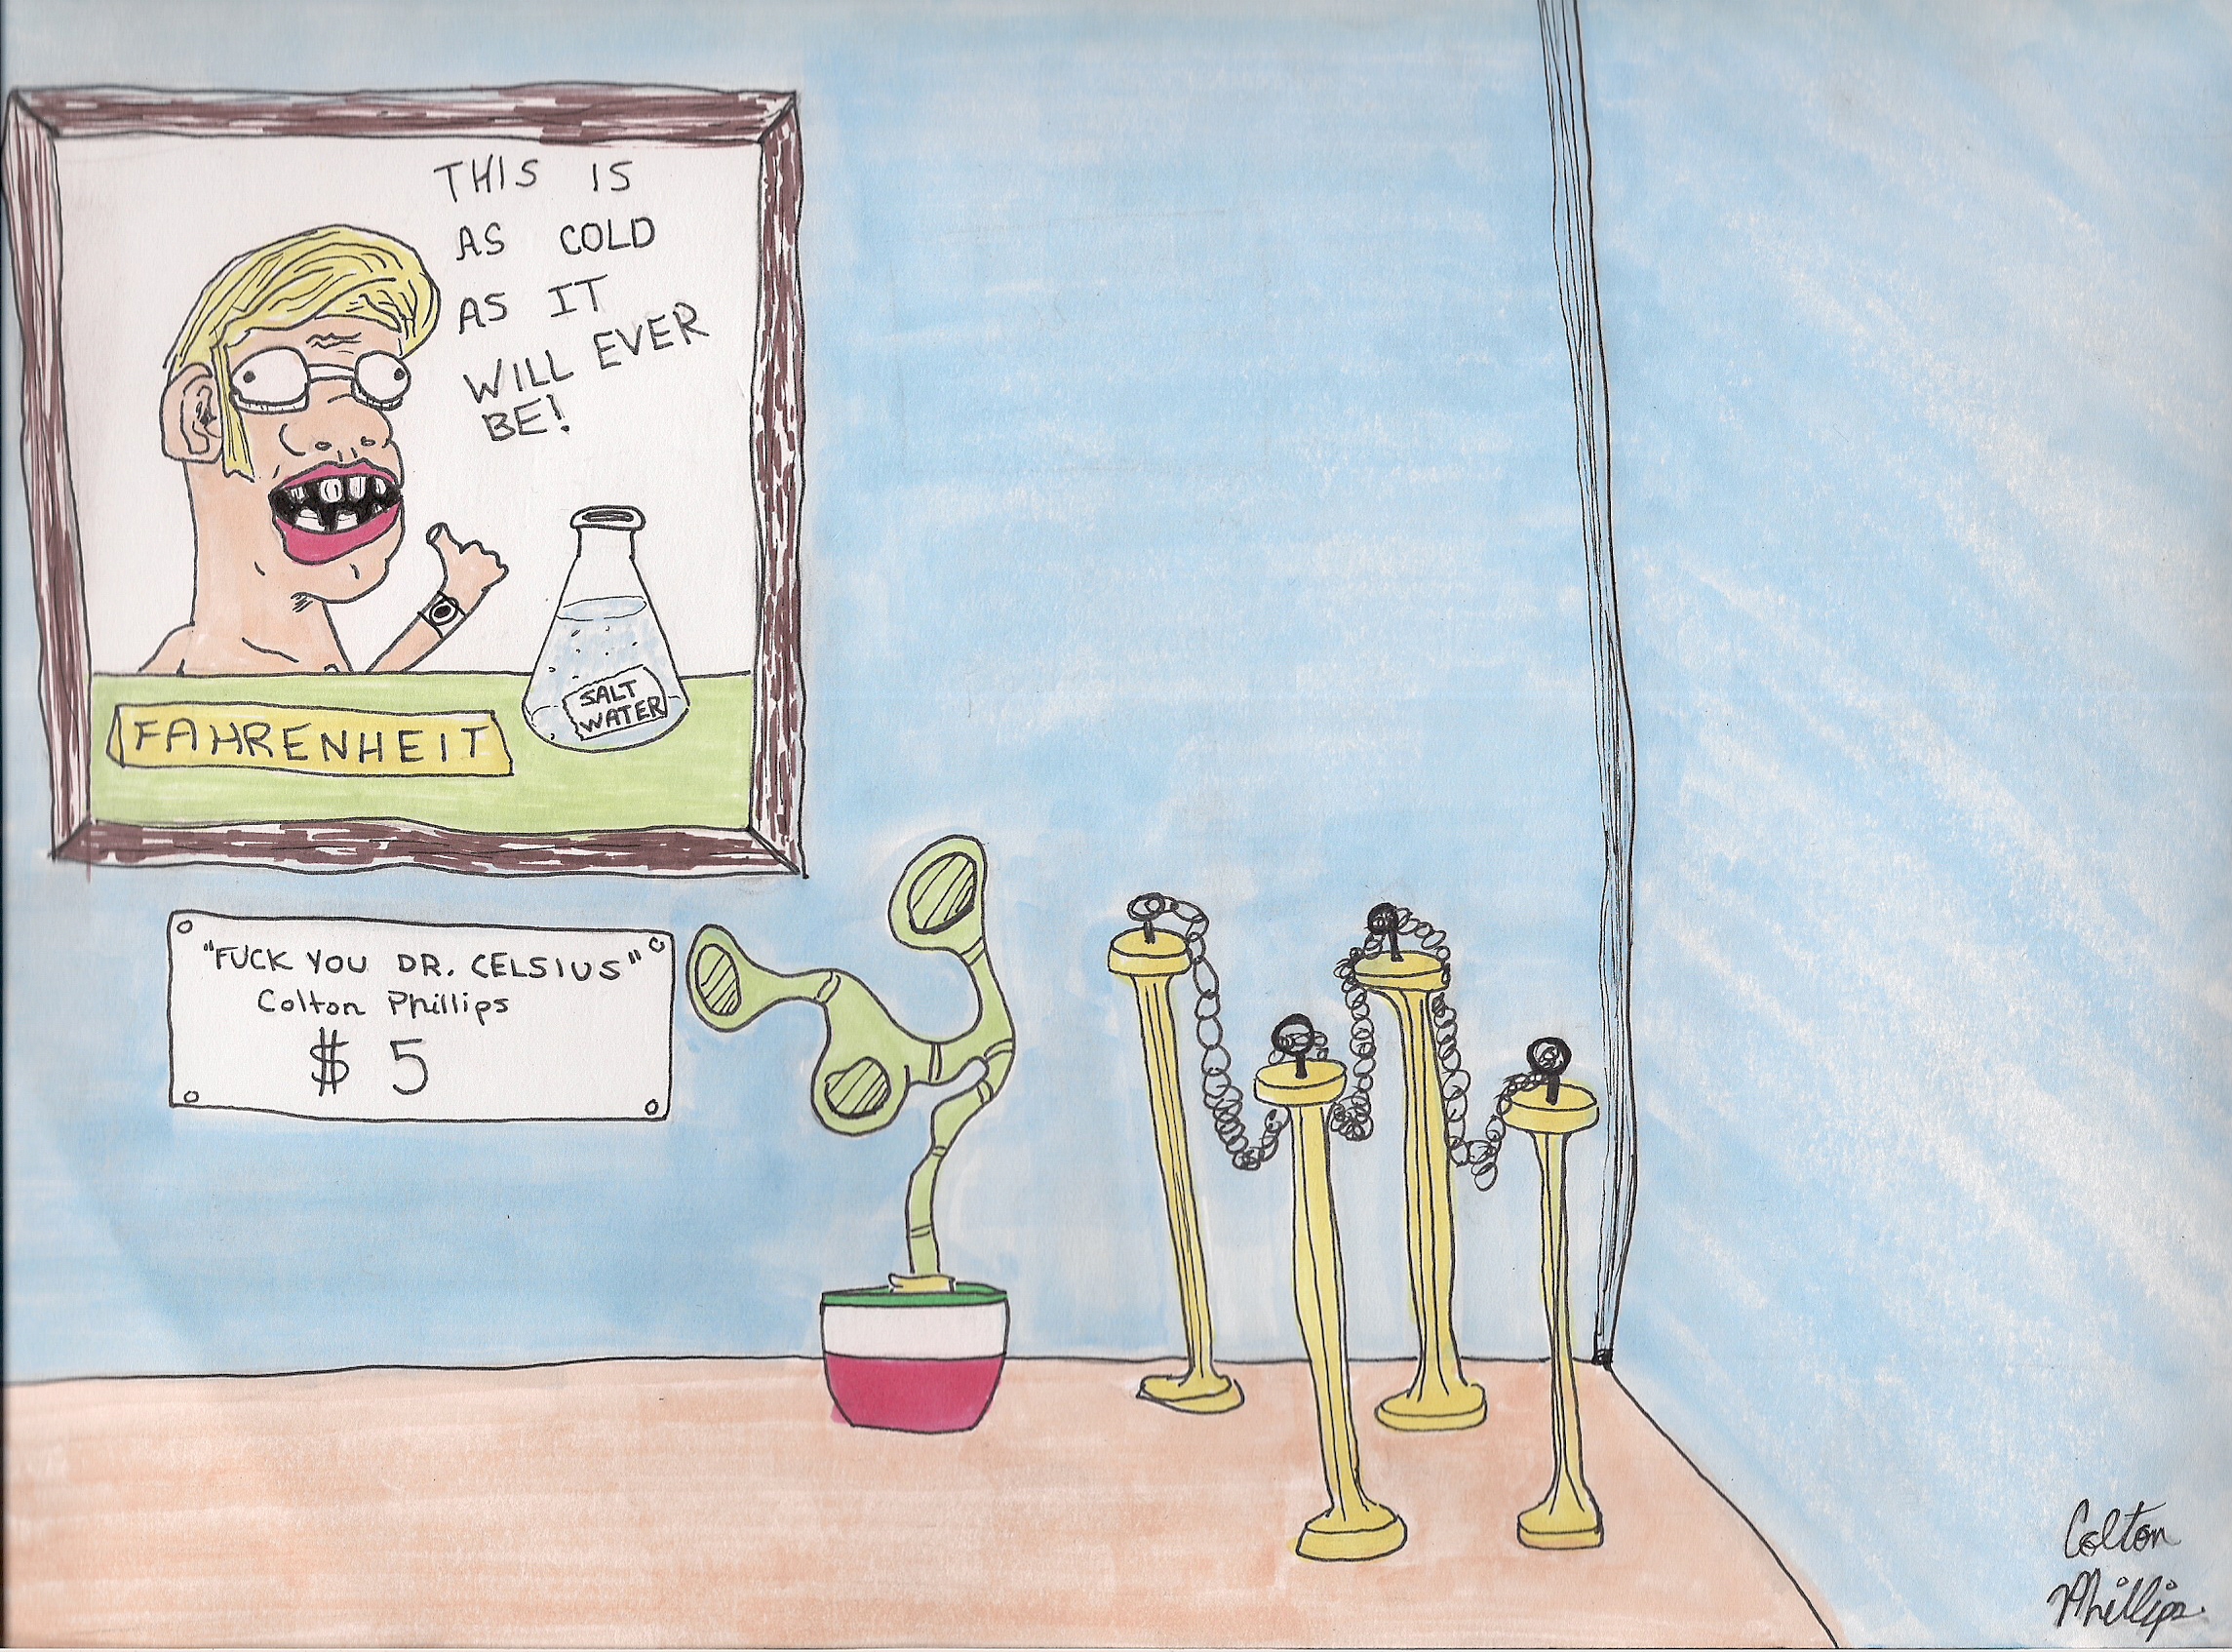 THIS IS
AS COLD
AS IT
WILL EVER
BE!
SALT
WATER
FAHRENHEIT
"FUCK YOU DR. CELSIUS"
Colton Phillips
$ 5
Colton
Phillips